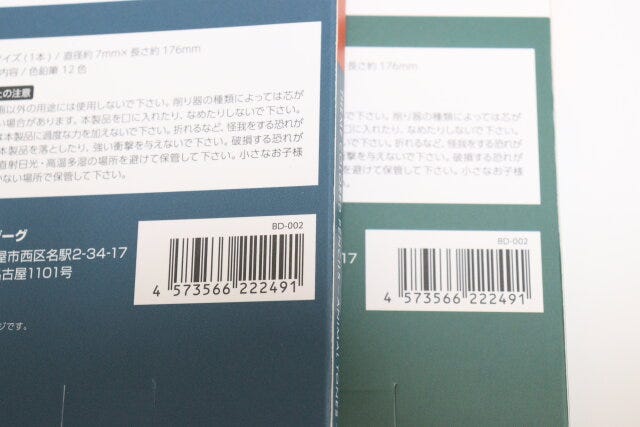 イズ(1本) / 直径約 7mm× 長さ約 176mm
内容 / 色鉛筆 12 色
上の注意
以外の用途には使用しないで下さい。削り器の種類によっては芯が
い場合があります。本製品を口に入れたり、なめたりしないで下さい。
本製品に過度な力を加えないで下さい。折れるなど、怪我をする恐れが
本製品を落としたり、強い衝撃を与えないで下さい。破損する恐れが
直射日光・高温多湿の場所を避けて保管して下さい。小さなお子様
ない場所で保管して下さい。
BD-002
4 573566 222491
ーグ
屋市西区名駅2-34-17
古屋1101号
ジです。
ANIMAL TONES
長さ約 176mm
い。削り器の種類によっては芯が
入れたり、なめたりしないで下さい。
い。折れるなど、怪我をする恐れが
撃を与えないで下さい。破損する恐れが
けて保管して下さい。小さなお子様
BD-002
4 573566 222491
17